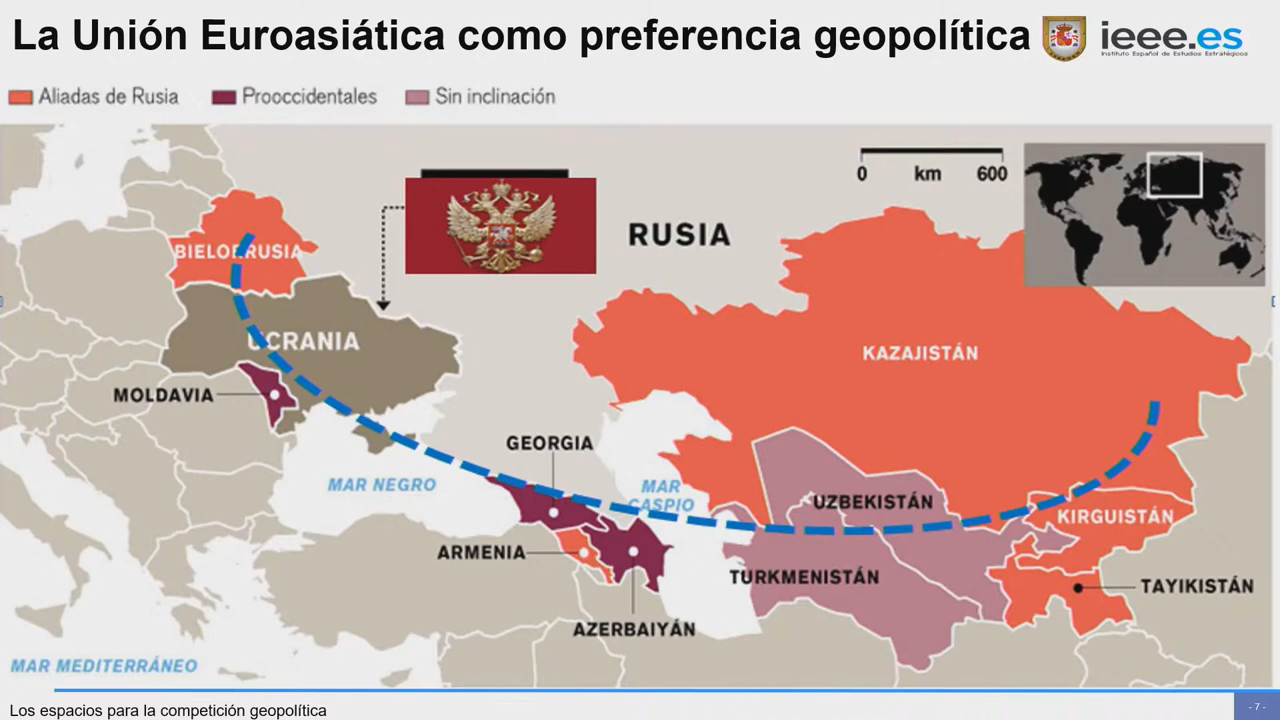 La Unión Euroasiática como preferencia geopolítica
ieee.es
Instituto Español de Estudios Estratégicos
Aliadas de Rusia
Prooccidentales
Sin inclinación
0 km 600
RUSIA
BIELORRUSIA
UCRANIA
KAZAJISTÁN
MOLDAVIA
GEORGIA
MAR NEGRO
MAR
CASPIO
UZBEKISTÁN
KIRGUISTÁN
ARMENIA
TURKMENISTÁN
TAYIKISTÁN
AZERBAIYÁN
MAR MEDITERRÁNEO
Los espacios para la competición geopolítica
- 7 -